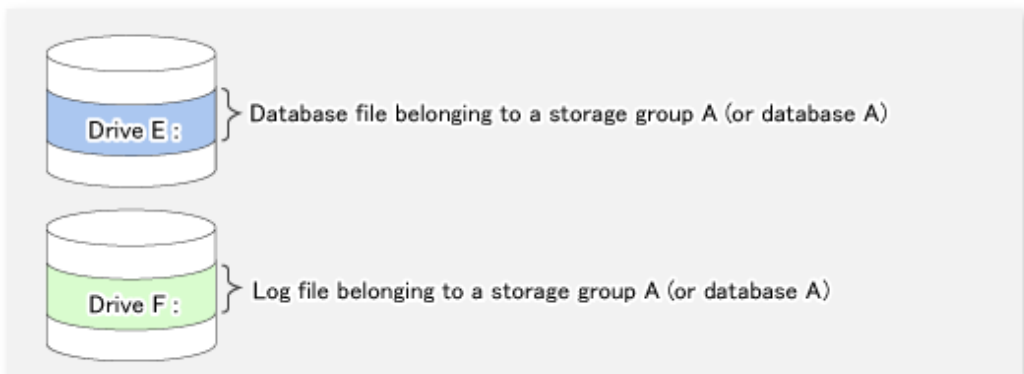 Drive E :
Database file belonging to a storage group A (or database A)
Drive F :
Log file belonging to a storage group A (or database A)